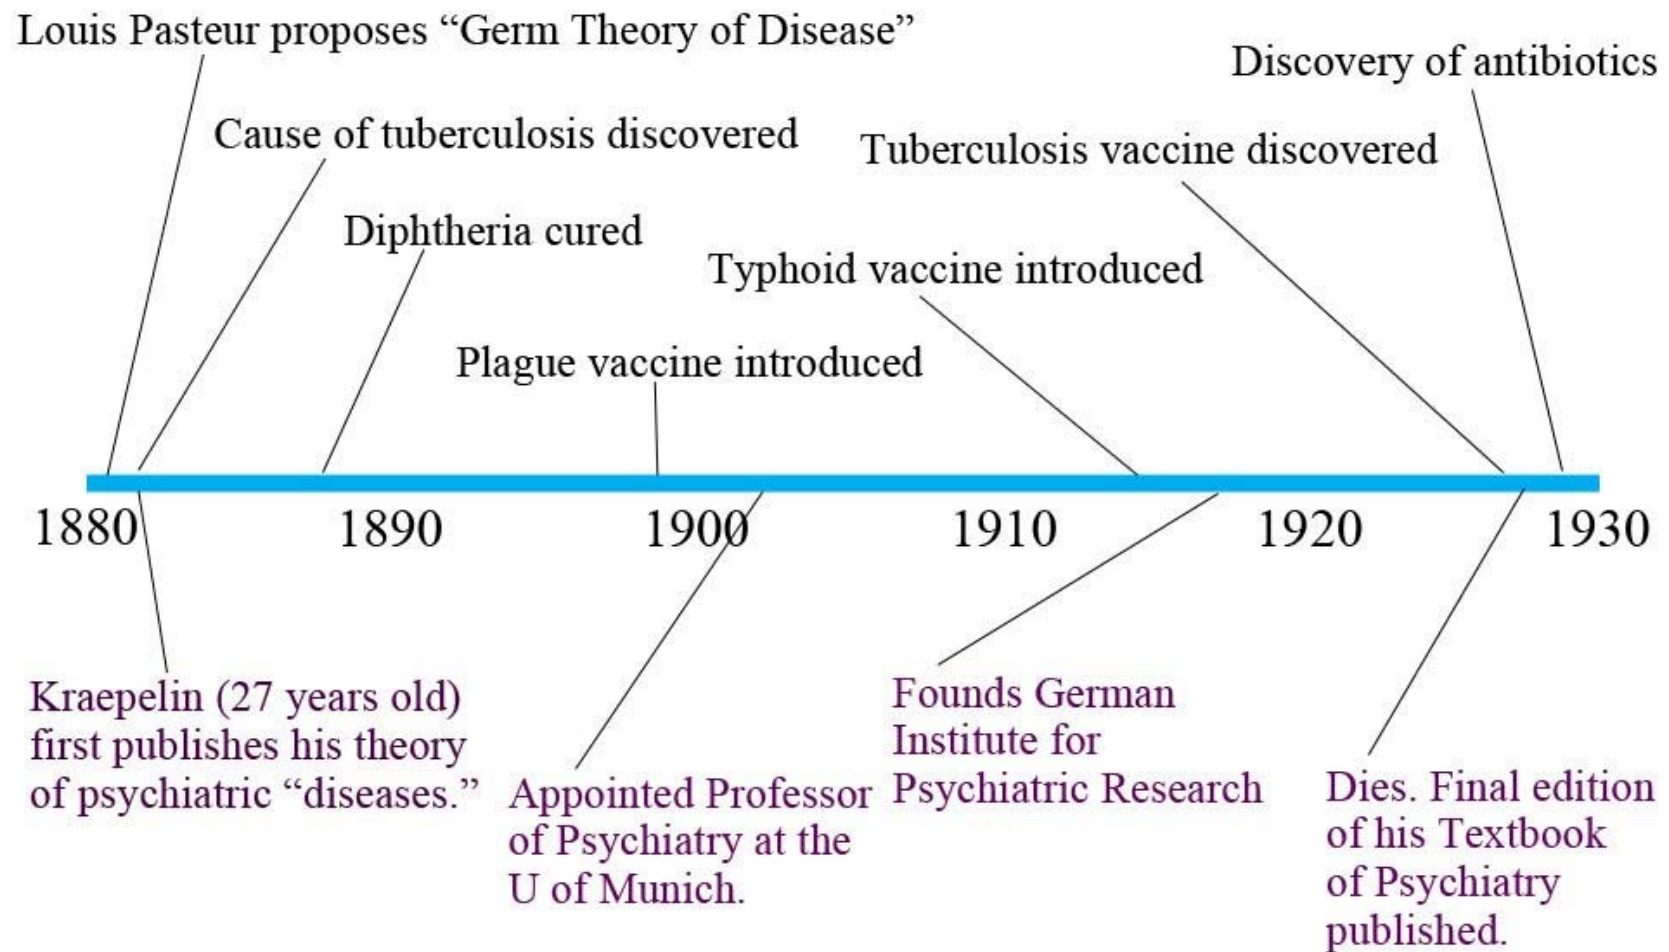 Louis Pasteur proposes “Germ Theory of Disease”
Discovery of antibiotics
Cause of tuberculosis discovered
Tuberculosis vaccine discovered
Diphtheria cured
Typhoid vaccine introduced
Plague vaccine introduced
1880 1890 1900 1910 1920 1930
Kraepelin (27 years old)
first publishes his theory
of psychiatric “diseases.”
Appointed Professor
of Psychiatry at the
U of Munich.
Founds German
Institute for
Psychiatric Research
Dies. Final edition
of his Textbook
of Psychiatry
published.